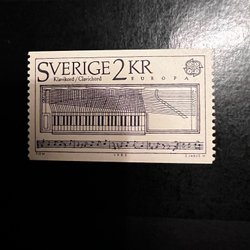 SVERIGE 2 KR
Klavikord/Clavichord EUROPA
1985